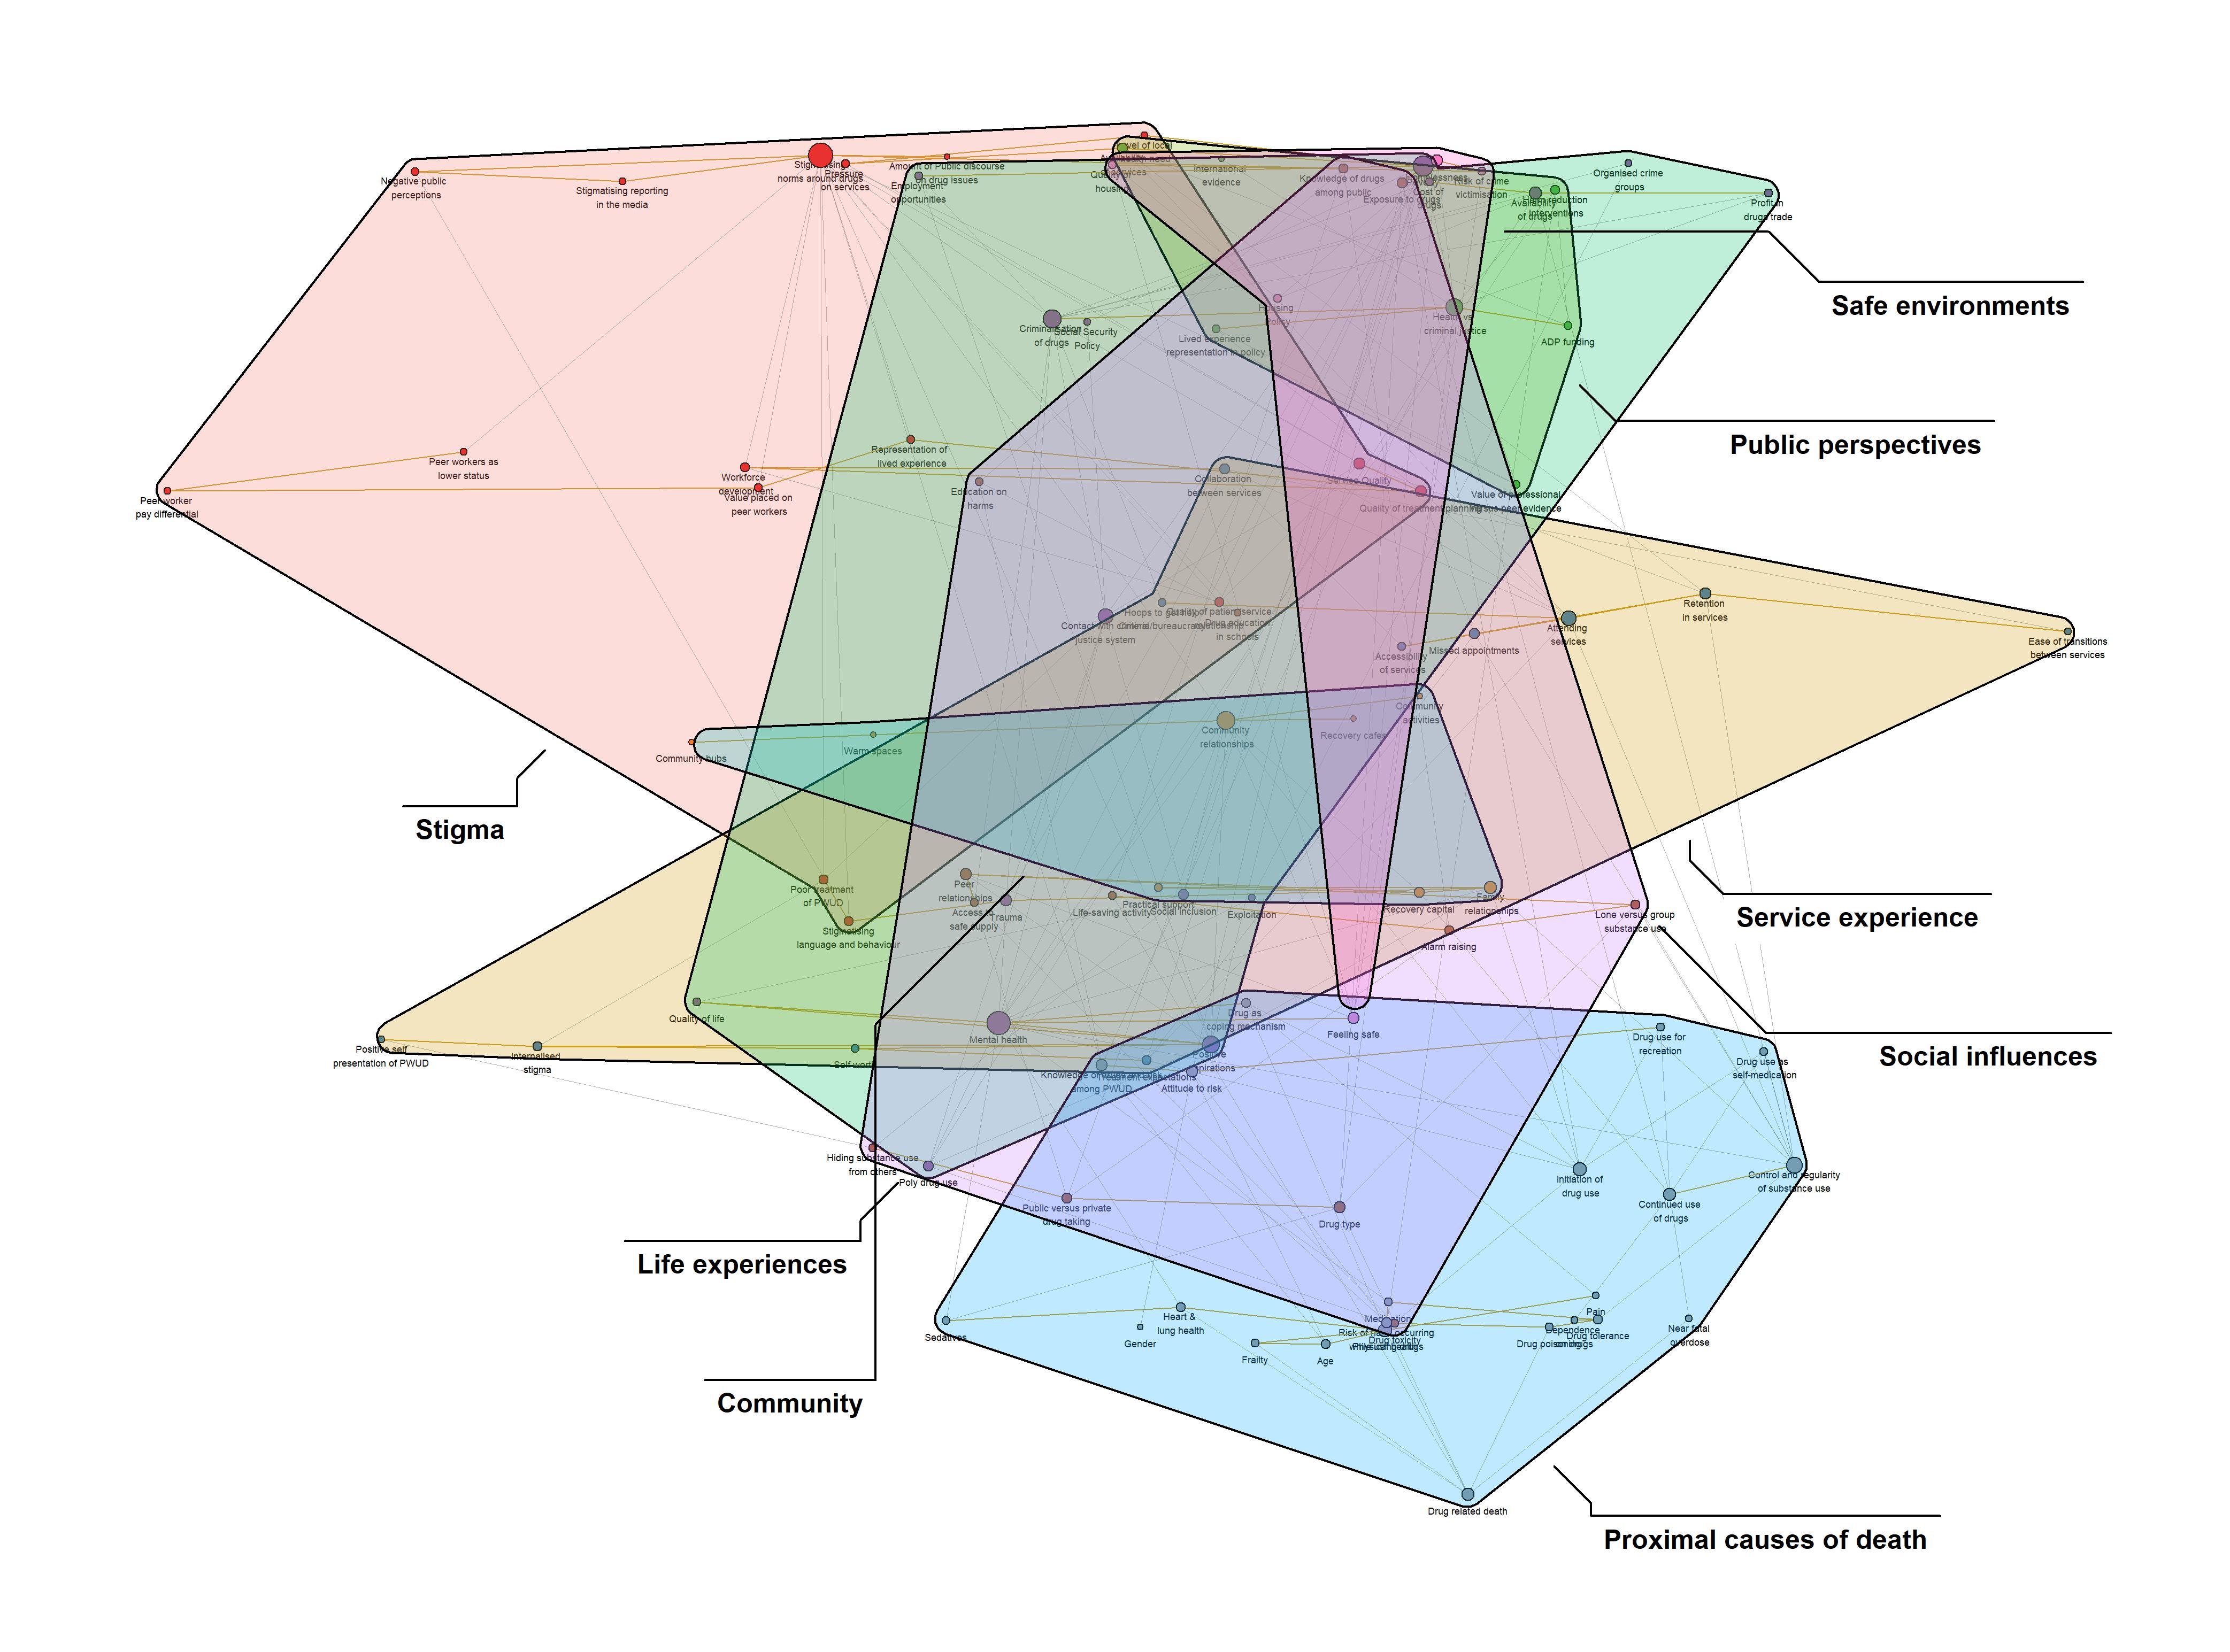 Level of local
Negative public
perceptions
Stigmatising reporting
in the media
Stigmatising
norms around drugs
Pressure
on services
Amount of Public discourse
on drug issues
Employment
opportunities
Quality of
housing
International
evidence
Knowledge of drugs
among public
Exposure to drugs
Cost of
drugs
Risk of crime
victimisation
Availability
of drugs
Harm reduction
interventions
Organised crime
groups
Profit in
drugs trade
Safe environments
Criminalisation
of drugs
Social Security
Policy
Housing
Policy
Lived experience
representation in policy
Health vs
criminal justice
ADP funding
Public perspectives
Representation of
lived experience
Peer workers as
lower status
Peer worker
pay differential
Workforce
development
Value placed on
peer workers
Education on
harms
Collaboration
between services
Service Quality
Quality of treatment planning
Value of professional
versus peer evidence
Contact with criminal
justice system
Hoops to get help
Quality of patient/service
relationship
Drug education
in schools
Accessibility
of services
Missed appointments
Attending
services
Retention
in services
Ease of transitions
between services
Community
activities
Community
relationships
Recovery cafes
Warm spaces
Community hubs
Stigma
Poor treatment
of PWUD
Stigmatising
language and behaviour
Peer
relationships
Access to
safe supply
Trauma
Life-saving activity
Practical support
Social inclusion
Exploitation
Recovery capital
Family
relationships
Alarm raising
Lone versus group
substance use
Service experience
Quality of life
Mental health
Drug as
coping mechanism
Feeling safe
Drug use for
recreation
Drug use as
self-medication
Social influences
Positive self
presentation of PWUD
Internalised
stigma
Self worth
Positive
aspirations
Treatment expectations
among PWUD
Attitude to risk
Hiding substance use
from others
Poly drug use
Public versus private
drug taking
Drug type
Initiation of
drug use
Continued use
of drugs
Control and regularity
of substance use
Life experiences
Sedatives
Heart &
lung health
Gender
Frailty
Age
Medication
Drug toxicity
Pain
Dependence
on drugs
Drug tolerance
Drug poisoning
Near fatal
overdose
Community
Drug related death
Proximal causes of death